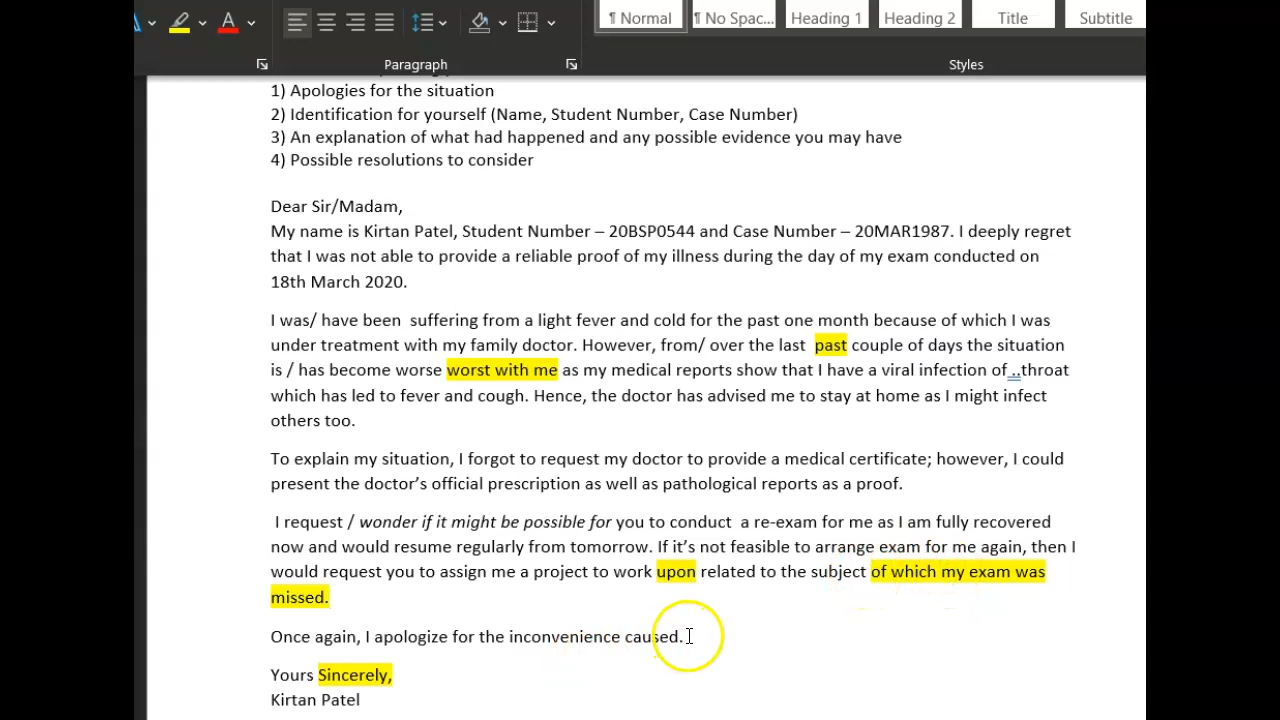 A
¶ Normal ¶ No Spac... Heading 1 Heading 2 Title Subtitle
Paragraph Styles
1) Apologies for the situation
2) Identification for yourself (Name, Student Number, Case Number)
3) An explanation of what had happened and any possible evidence you may have
4) Possible resolutions to consider
Dear Sir/Madam,
My name is Kirtan Patel, Student Number – 20BSP0544 and Case Number – 20MAR1987. I deeply regret
that I was not able to provide a reliable proof of my illness during the day of my exam conducted on
18th March 2020.
I was/ have been  suffering from a light fever and cold for the past one month because of which I was
under treatment with my family doctor. However, from/ over the last  past couple of days the situation
is / has become worse worst with me as my medical reports show that I have a viral infection of ..throat
which has led to fever and cough. Hence, the doctor has advised me to stay at home as I might infect
others too.
To explain my situation, I forgot to request my doctor to provide a medical certificate; however, I could
present the doctor’s official prescription as well as pathological reports as a proof.
I request / wonder if it might be possible for you to conduct  a re-exam for me as I am fully recovered
now and would resume regularly from tomorrow. If it’s not feasible to arrange exam for me again, then I
would request you to assign me a project to work upon related to the subject of which my exam was
missed.
Once again, I apologize for the inconvenience caused.
Yours Sincerely,
Kirtan Patel